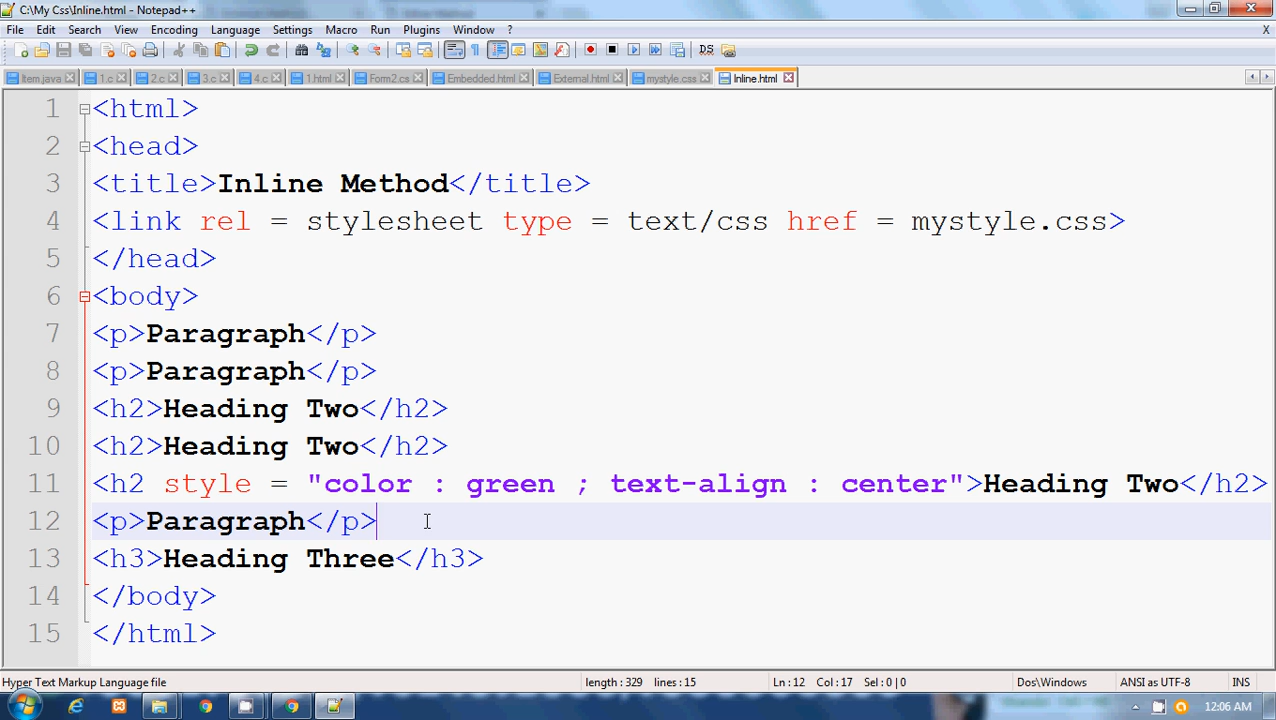 C:\My Css\Inline.html - Notepad++
File Edit Search View Encoding Language Settings Macro Run Plugins Window ? X
Item.java 1.c 2.c 3.c 4.c 1.html Form2.cs Embedded.html External.html mystyle.css Inline.html
1 <html>
2 <head>
3 <title>Inline Method</title>
4 <link rel = stylesheet type = text/css href = mystyle.css>
5 </head>
6 <body>
7 <p>Paragraph</p>
8 <p>Paragraph</p>
9 <h2>Heading Two</h2>
10 <h2>Heading Two</h2>
11 <h2 style = "color : green ; text-align : center">Heading Two</h2>
12 <p>Paragraph</p>
13 <h3>Heading Three</h3>
14 </body>
15 </html>
Hyper Text Markup Language file length : 329 lines : 15 Ln : 12 Col : 17 Sel : 0 | 0 Dos\Windows ANSI as UTF-8 INS
12:06 AM